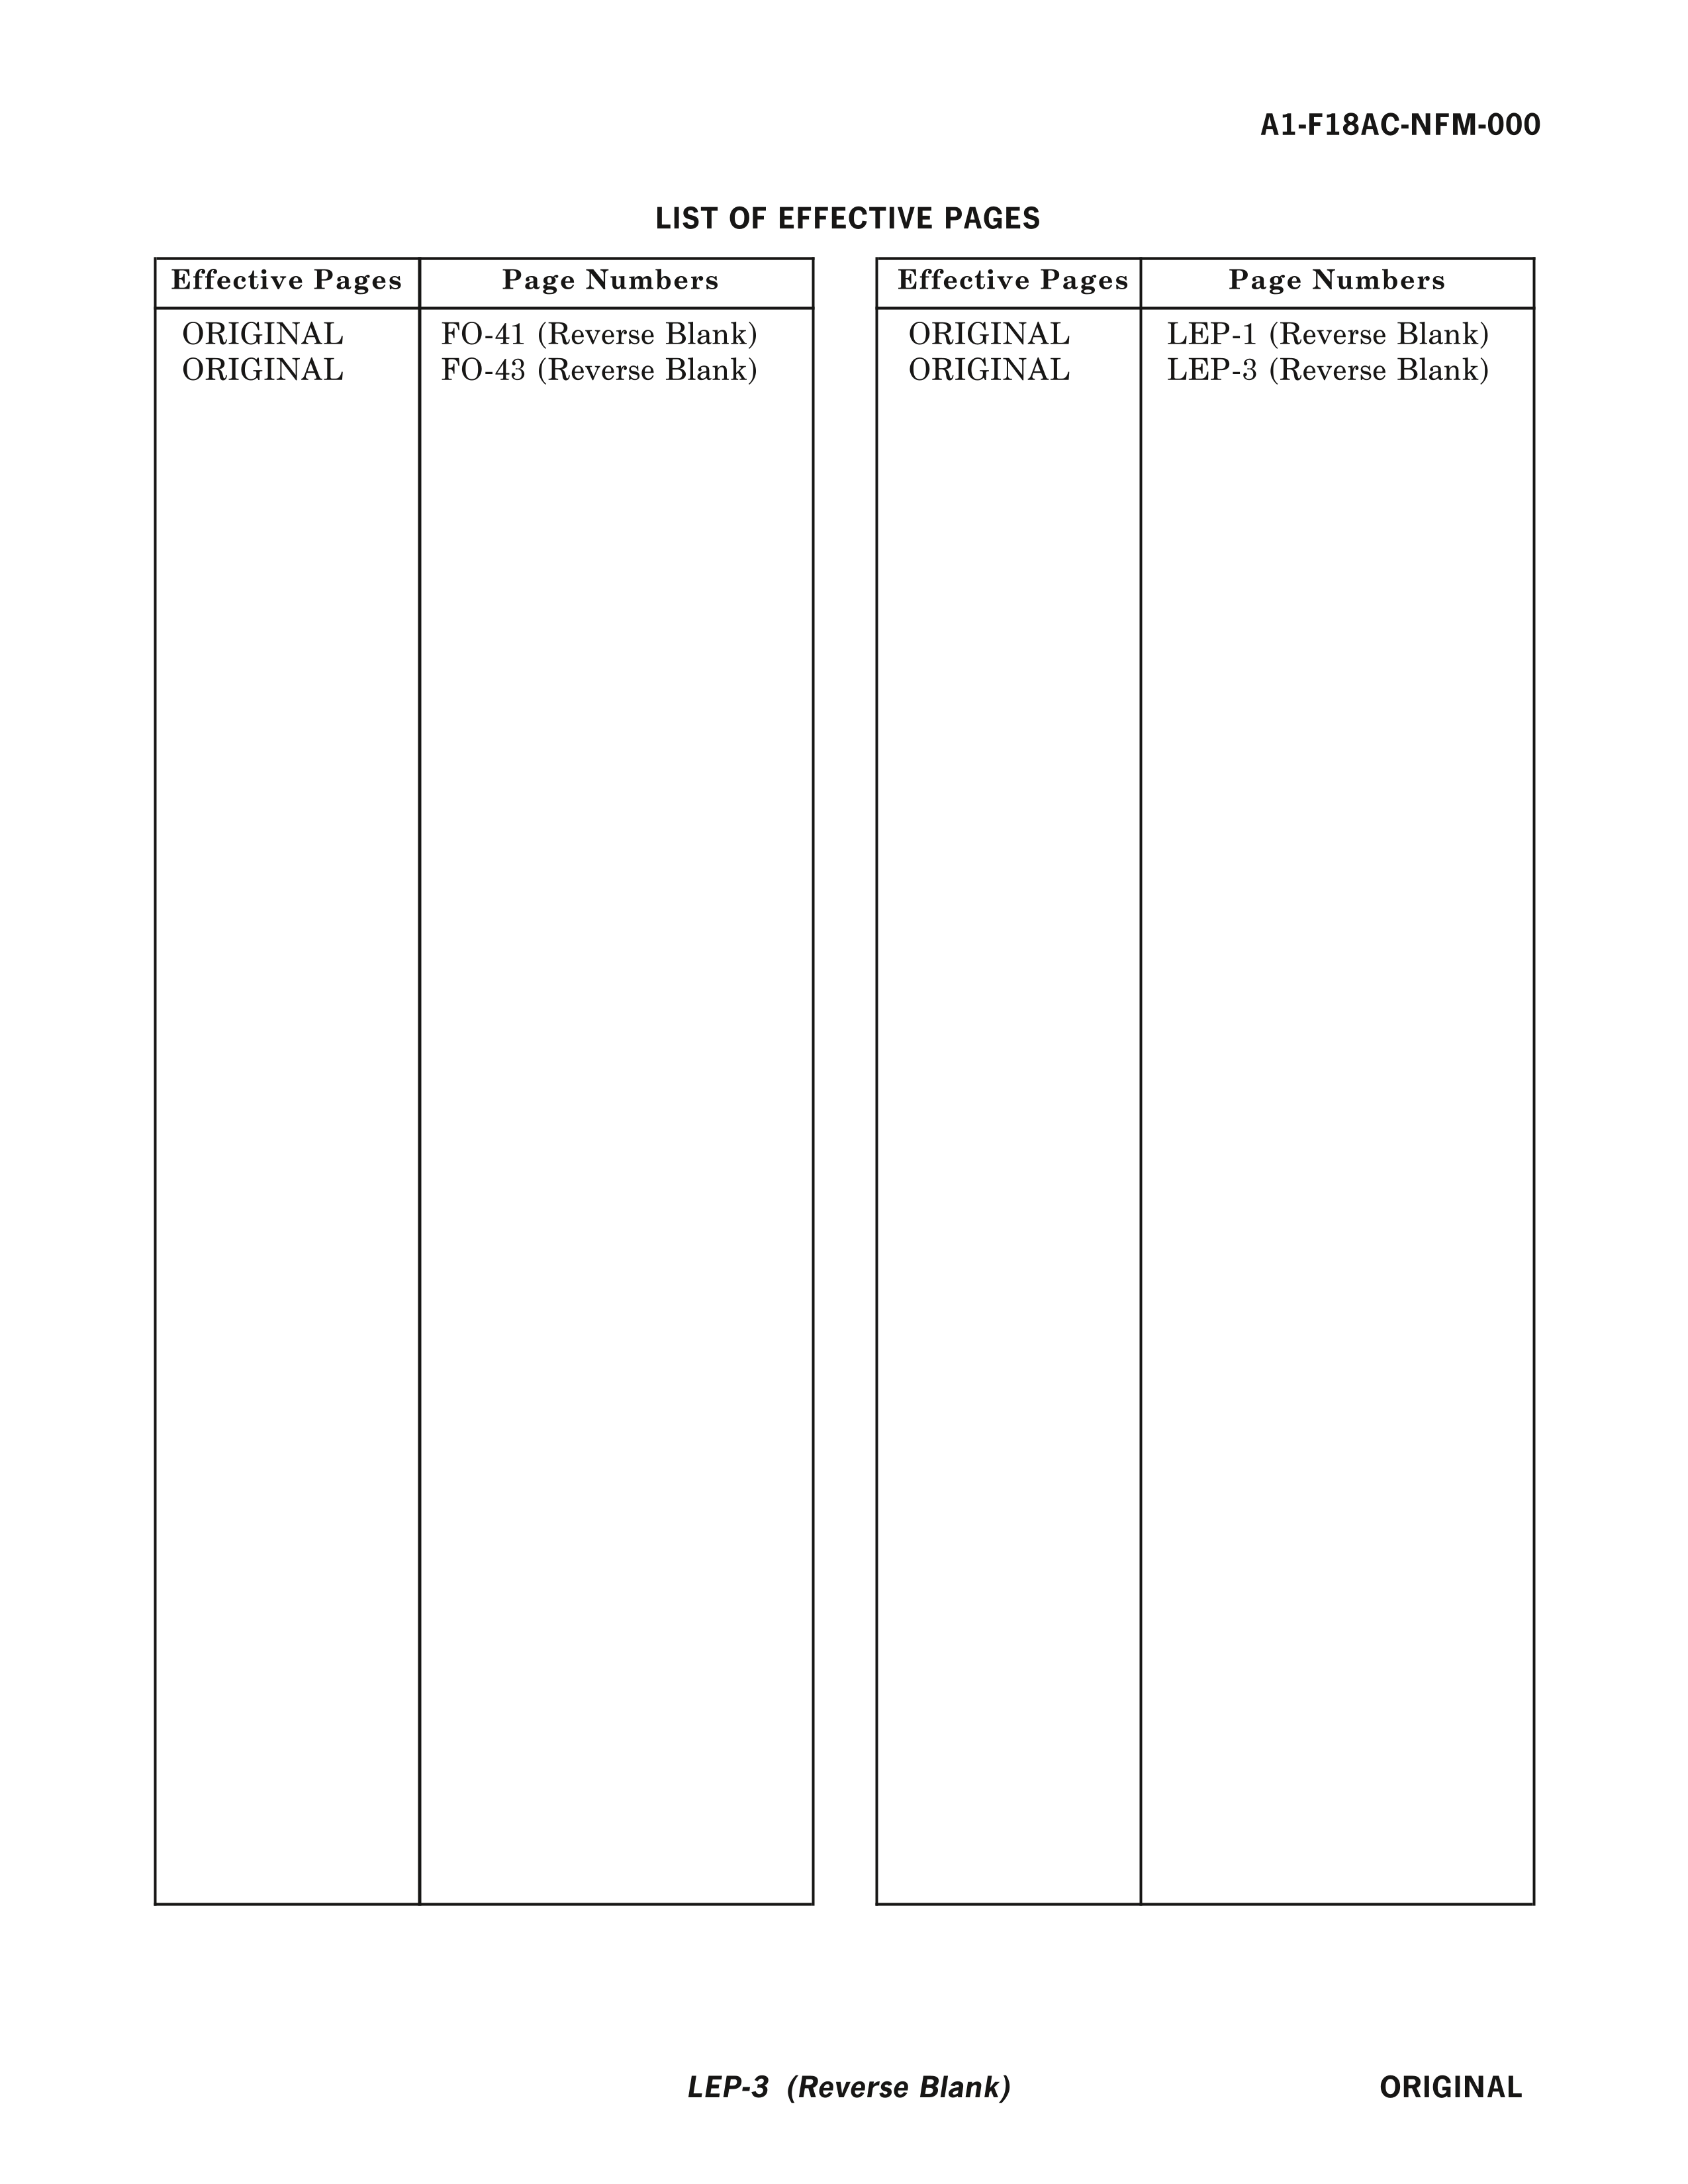 A1-F18AC-NFM-000
LIST OF EFFECTIVE PAGES
Effective Pages Page Numbers
ORIGINAL FO-41 (Reverse Blank)
ORIGINAL FO-43 (Reverse Blank)
Effective Pages Page Numbers
ORIGINAL LEP-1 (Reverse Blank)
ORIGINAL LEP-3 (Reverse Blank)
LEP-3 (Reverse Blank) ORIGINAL